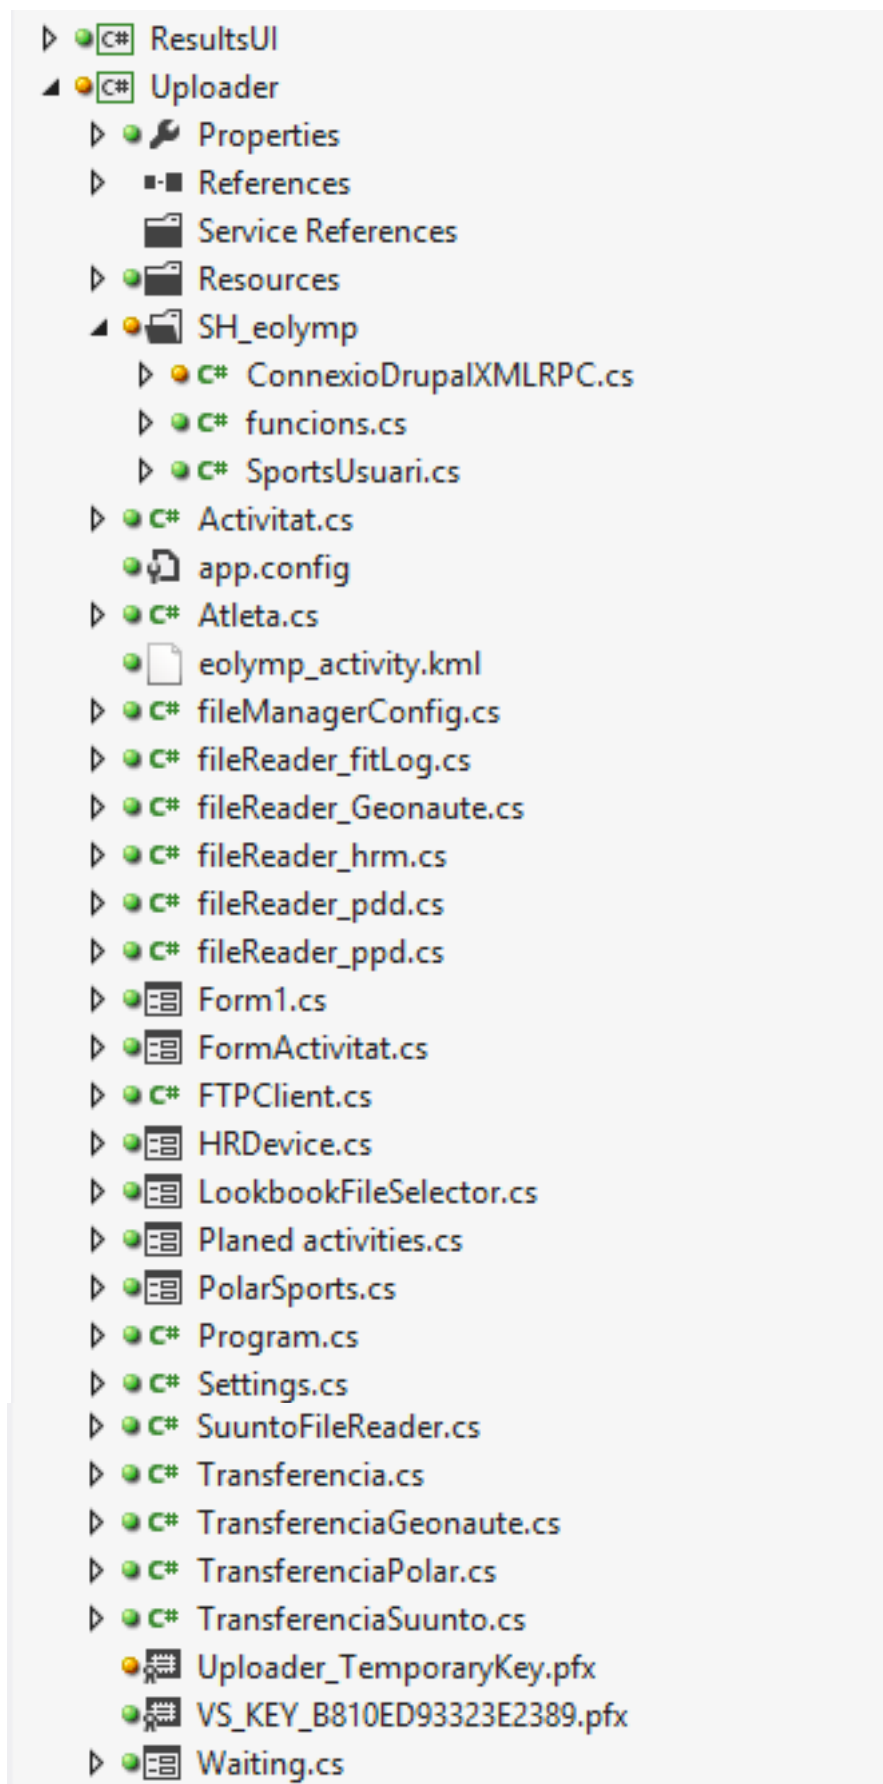 C# ResultsUI
C# Uploader
Properties
References
Service References
Resources
SH_eolymp
C# ConnexioDrupalXMLRPC.cs
C# funcions.cs
C# SportsUsuari.cs
C# Activitat.cs
app.config
C# Atleta.cs
eolymp_activity.kml
C# fileManagerConfig.cs
C# fileReader_fitLog.cs
C# fileReader_Geonaute.cs
C# fileReader_hrm.cs
C# fileReader_pdd.cs
C# fileReader_ppd.cs
Form1.cs
FormActivitat.cs
C# FTPClient.cs
HRDevice.cs
LookbookFileSelector.cs
Planed activities.cs
PolarSports.cs
C# Program.cs
C# Settings.cs
C# SuuntoFileReader.cs
C# Transferencia.cs
C# TransferenciaGeonaute.cs
C# TransferenciaPolar.cs
C# TransferenciaSuunto.cs
Uploader_TemporaryKey.pfx
VS_KEY_B810ED93323E2389.pfx
Waiting.cs